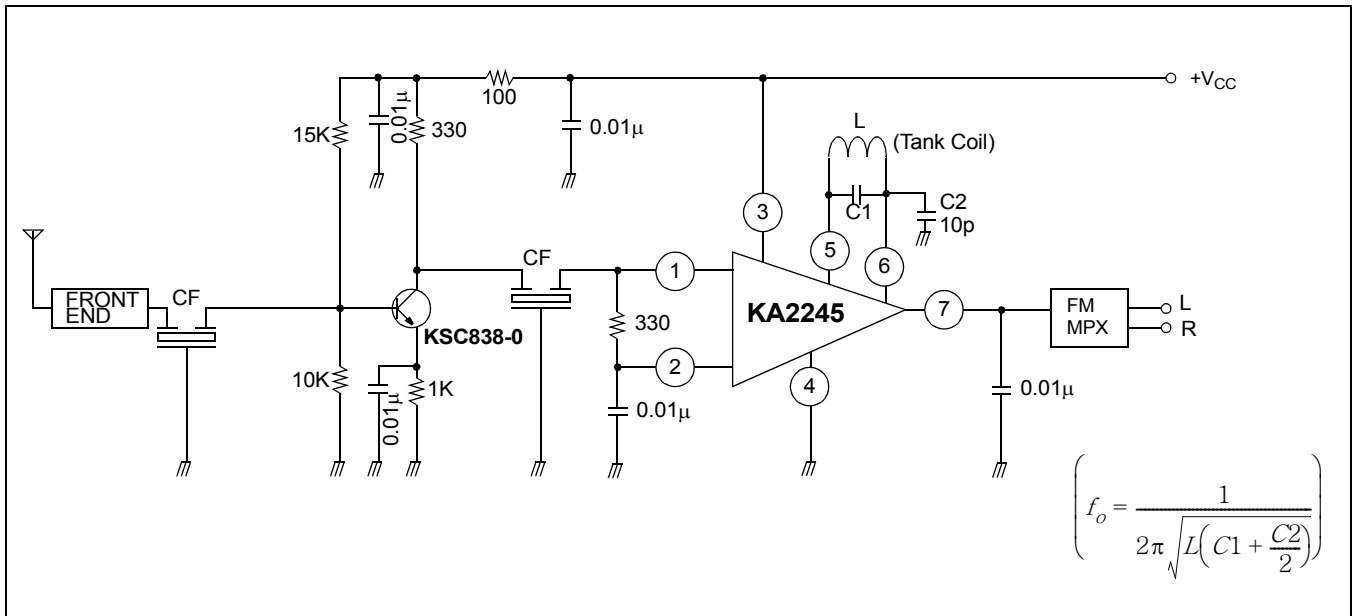 +VCC
100
0.01μ
330
0.01μ
15K
L
(Tank Coil)
C1
C2
10p
3
5
6
CF
1
FRONT
END
CF
KSC838-0
330
KA2245
7
FM
MPX
L
R
2
4
10K
0.01μ
1K
0.01μ
0.01μ
(fo = 1 / 2π√L(C1 + C2/2))